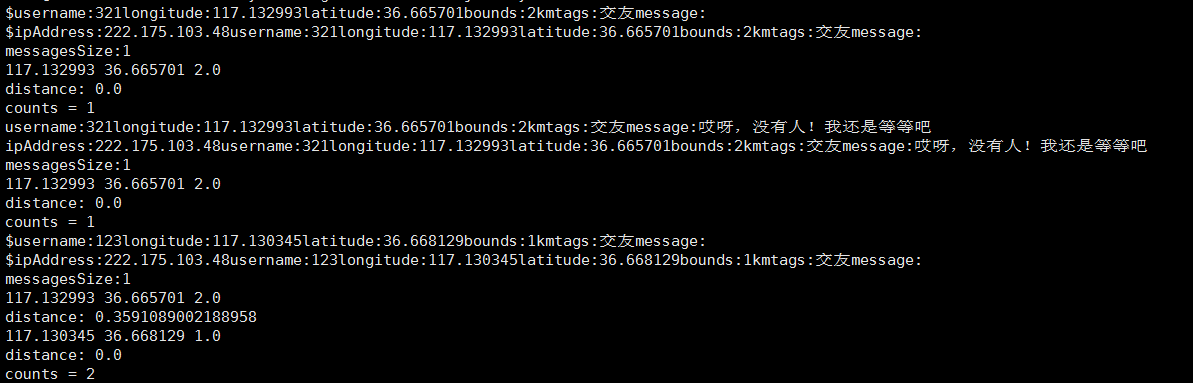 $username:321longitude:117.132993latitude:36.665701bounds:2kmtags:交友message:
$ipAddress:222.175.103.48username:321longitude:117.132993latitude:36.665701bounds:2kmtags:交友message:
messagesSize:1
117.132993 36.665701 2.0
distance: 0.0
counts = 1
username:321longitude:117.132993latitude:36.665701bounds:2kmtags:交友message:哎呀，没有人！我还是等等吧
ipAddress:222.175.103.48username:321longitude:117.132993latitude:36.665701bounds:2kmtags:交友message:哎呀，没有人！我还是等等吧
messagesSize:1
117.132993 36.665701 2.0
distance: 0.0
counts = 1
$username:123longitude:117.130345latitude:36.668129bounds:1kmtags:交友message:
$ipAddress:222.175.103.48username:123longitude:117.130345latitude:36.668129bounds:1kmtags:交友message:
messagesSize:1
117.132993 36.665701 2.0
distance: 0.3591089002188958
117.130345 36.668129 1.0
distance: 0.0
counts = 2